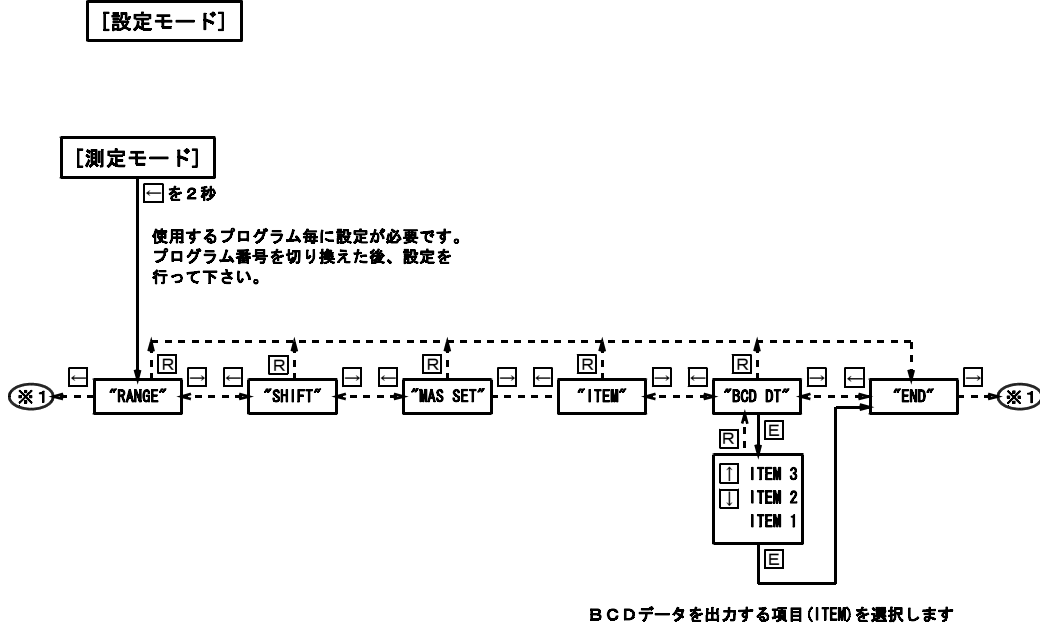 [設定モード]
[測定モード]
←を2秒
使用するプログラム毎に設定が必要です。
プログラム番号を切り換えた後、設定を
行って下さい。
R R R R R
← → ← → ← → ← → ← → ← →
※1 "RANGE" "SHIFT" "MAS SET" "ITEM" "BCD DT" "END" ※1
R E
↑ ITEM 3
↓ ITEM 2
ITEM 1
E
BCDデータを出力する項目(ITEM)を選択します